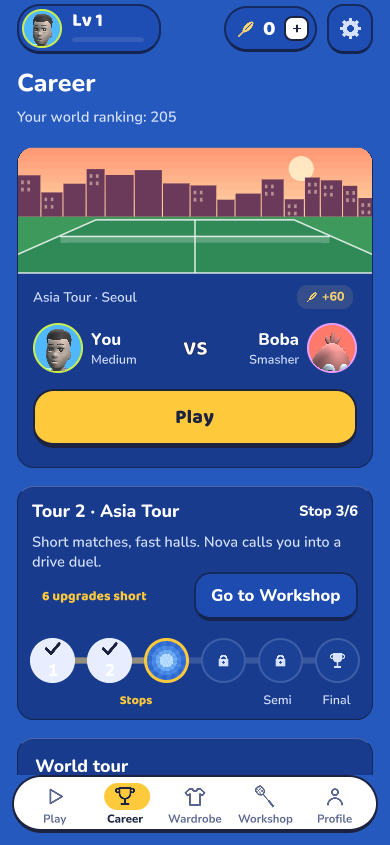 Lv 1
0
+
Career
Your world ranking: 205
Asia Tour · Seoul
+60
You
Medium
VS
Boba
Smasher
Play
Tour 2 · Asia Tour
Stop 3/6
Short matches, fast halls. Nova calls you into a
drive duel.
6 upgrades short
Go to Workshop
1
2
Stops
Semi
Final
World tour
Play
Career
Wardrobe
Workshop
Profile